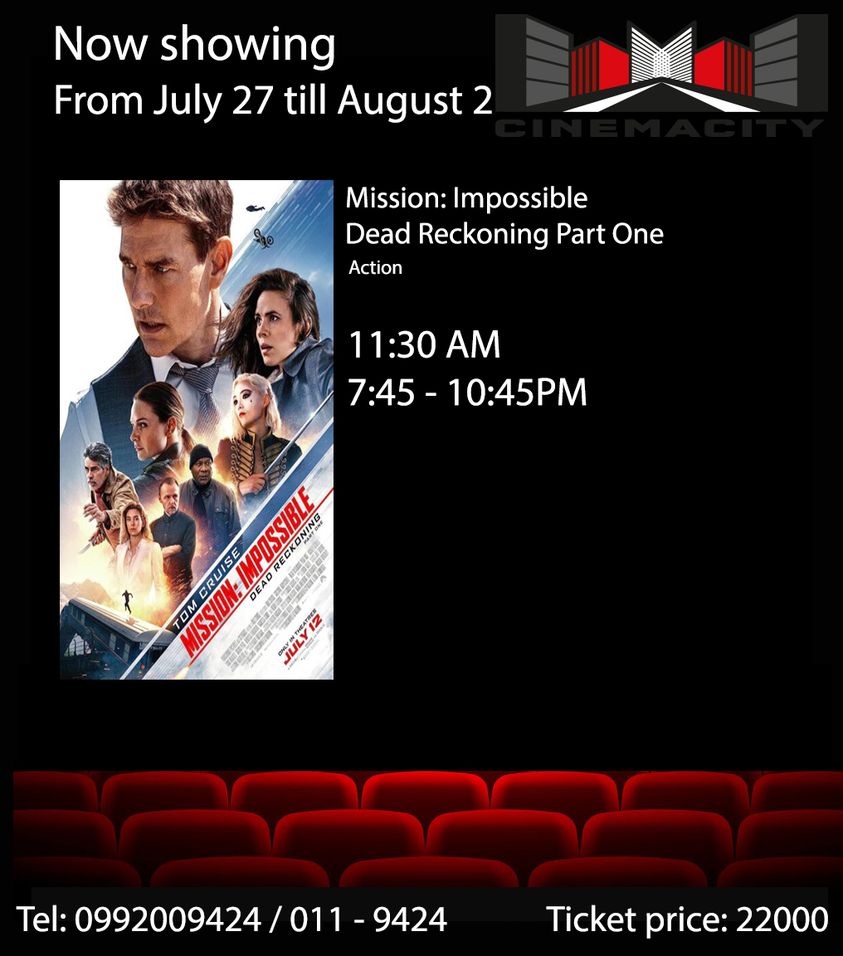 Now showing
From July 27 till August 2
CINEMACITY
Mission: Impossible
Dead Reckoning Part One
Action
11:30 AM
7:45 - 10:45PM
TOM CRUISE
MISSION: IMPOSSIBLE
DEAD RECKONING
PART ONE
ONLY IN THEATRES
JULY 12
Tel: 0992009424 / 011 - 9424
Ticket price: 22000